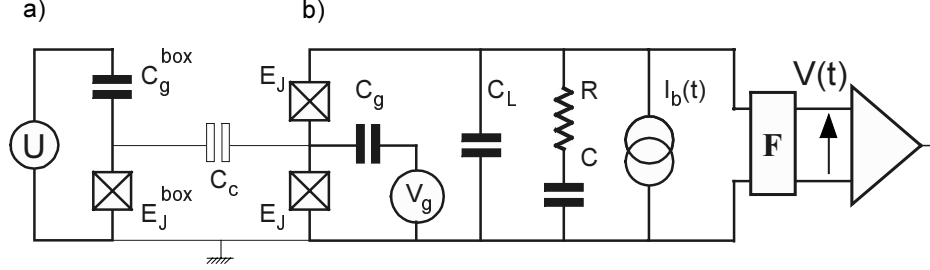 a)
b)
C_g^box
E_J
C_g
C_L
R
I_b(t)
V(t)
U
C
F
C_c
E_J^box
E_J
V_g